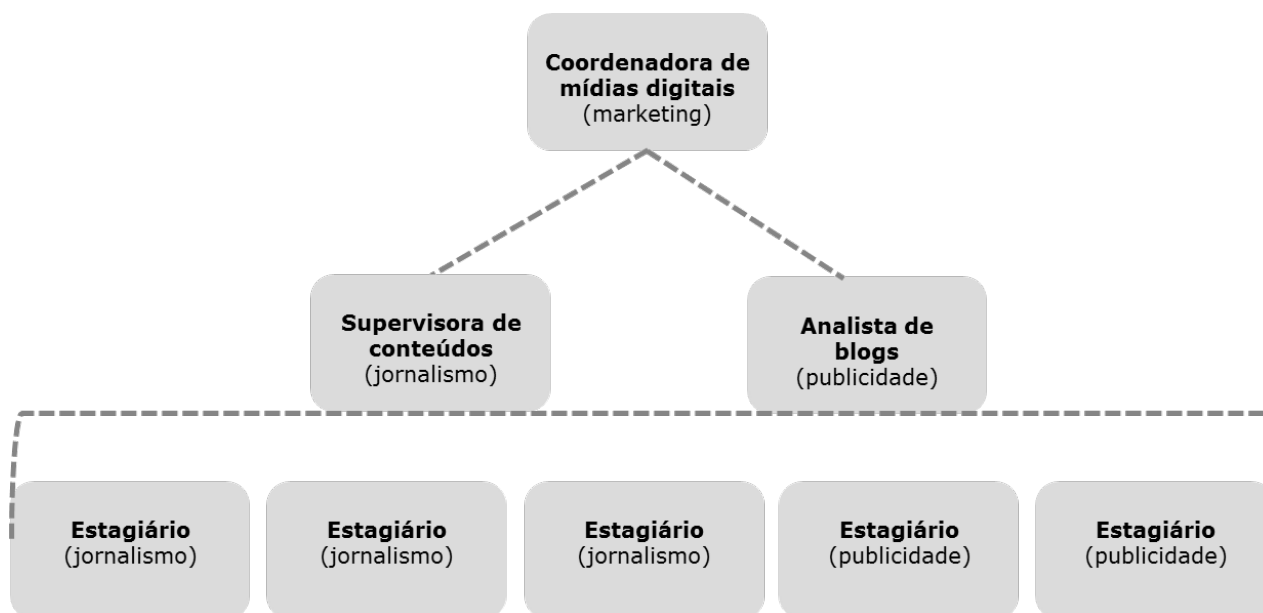 Coordenadora de
mídias digitais
(marketing)
Supervisora de
conteúdos
(jornalismo)
Analista de
blogs
(publicidade)
Estagiário
(jornalismo)
Estagiário
(jornalismo)
Estagiário
(jornalismo)
Estagiário
(publicidade)
Estagiário
(publicidade)